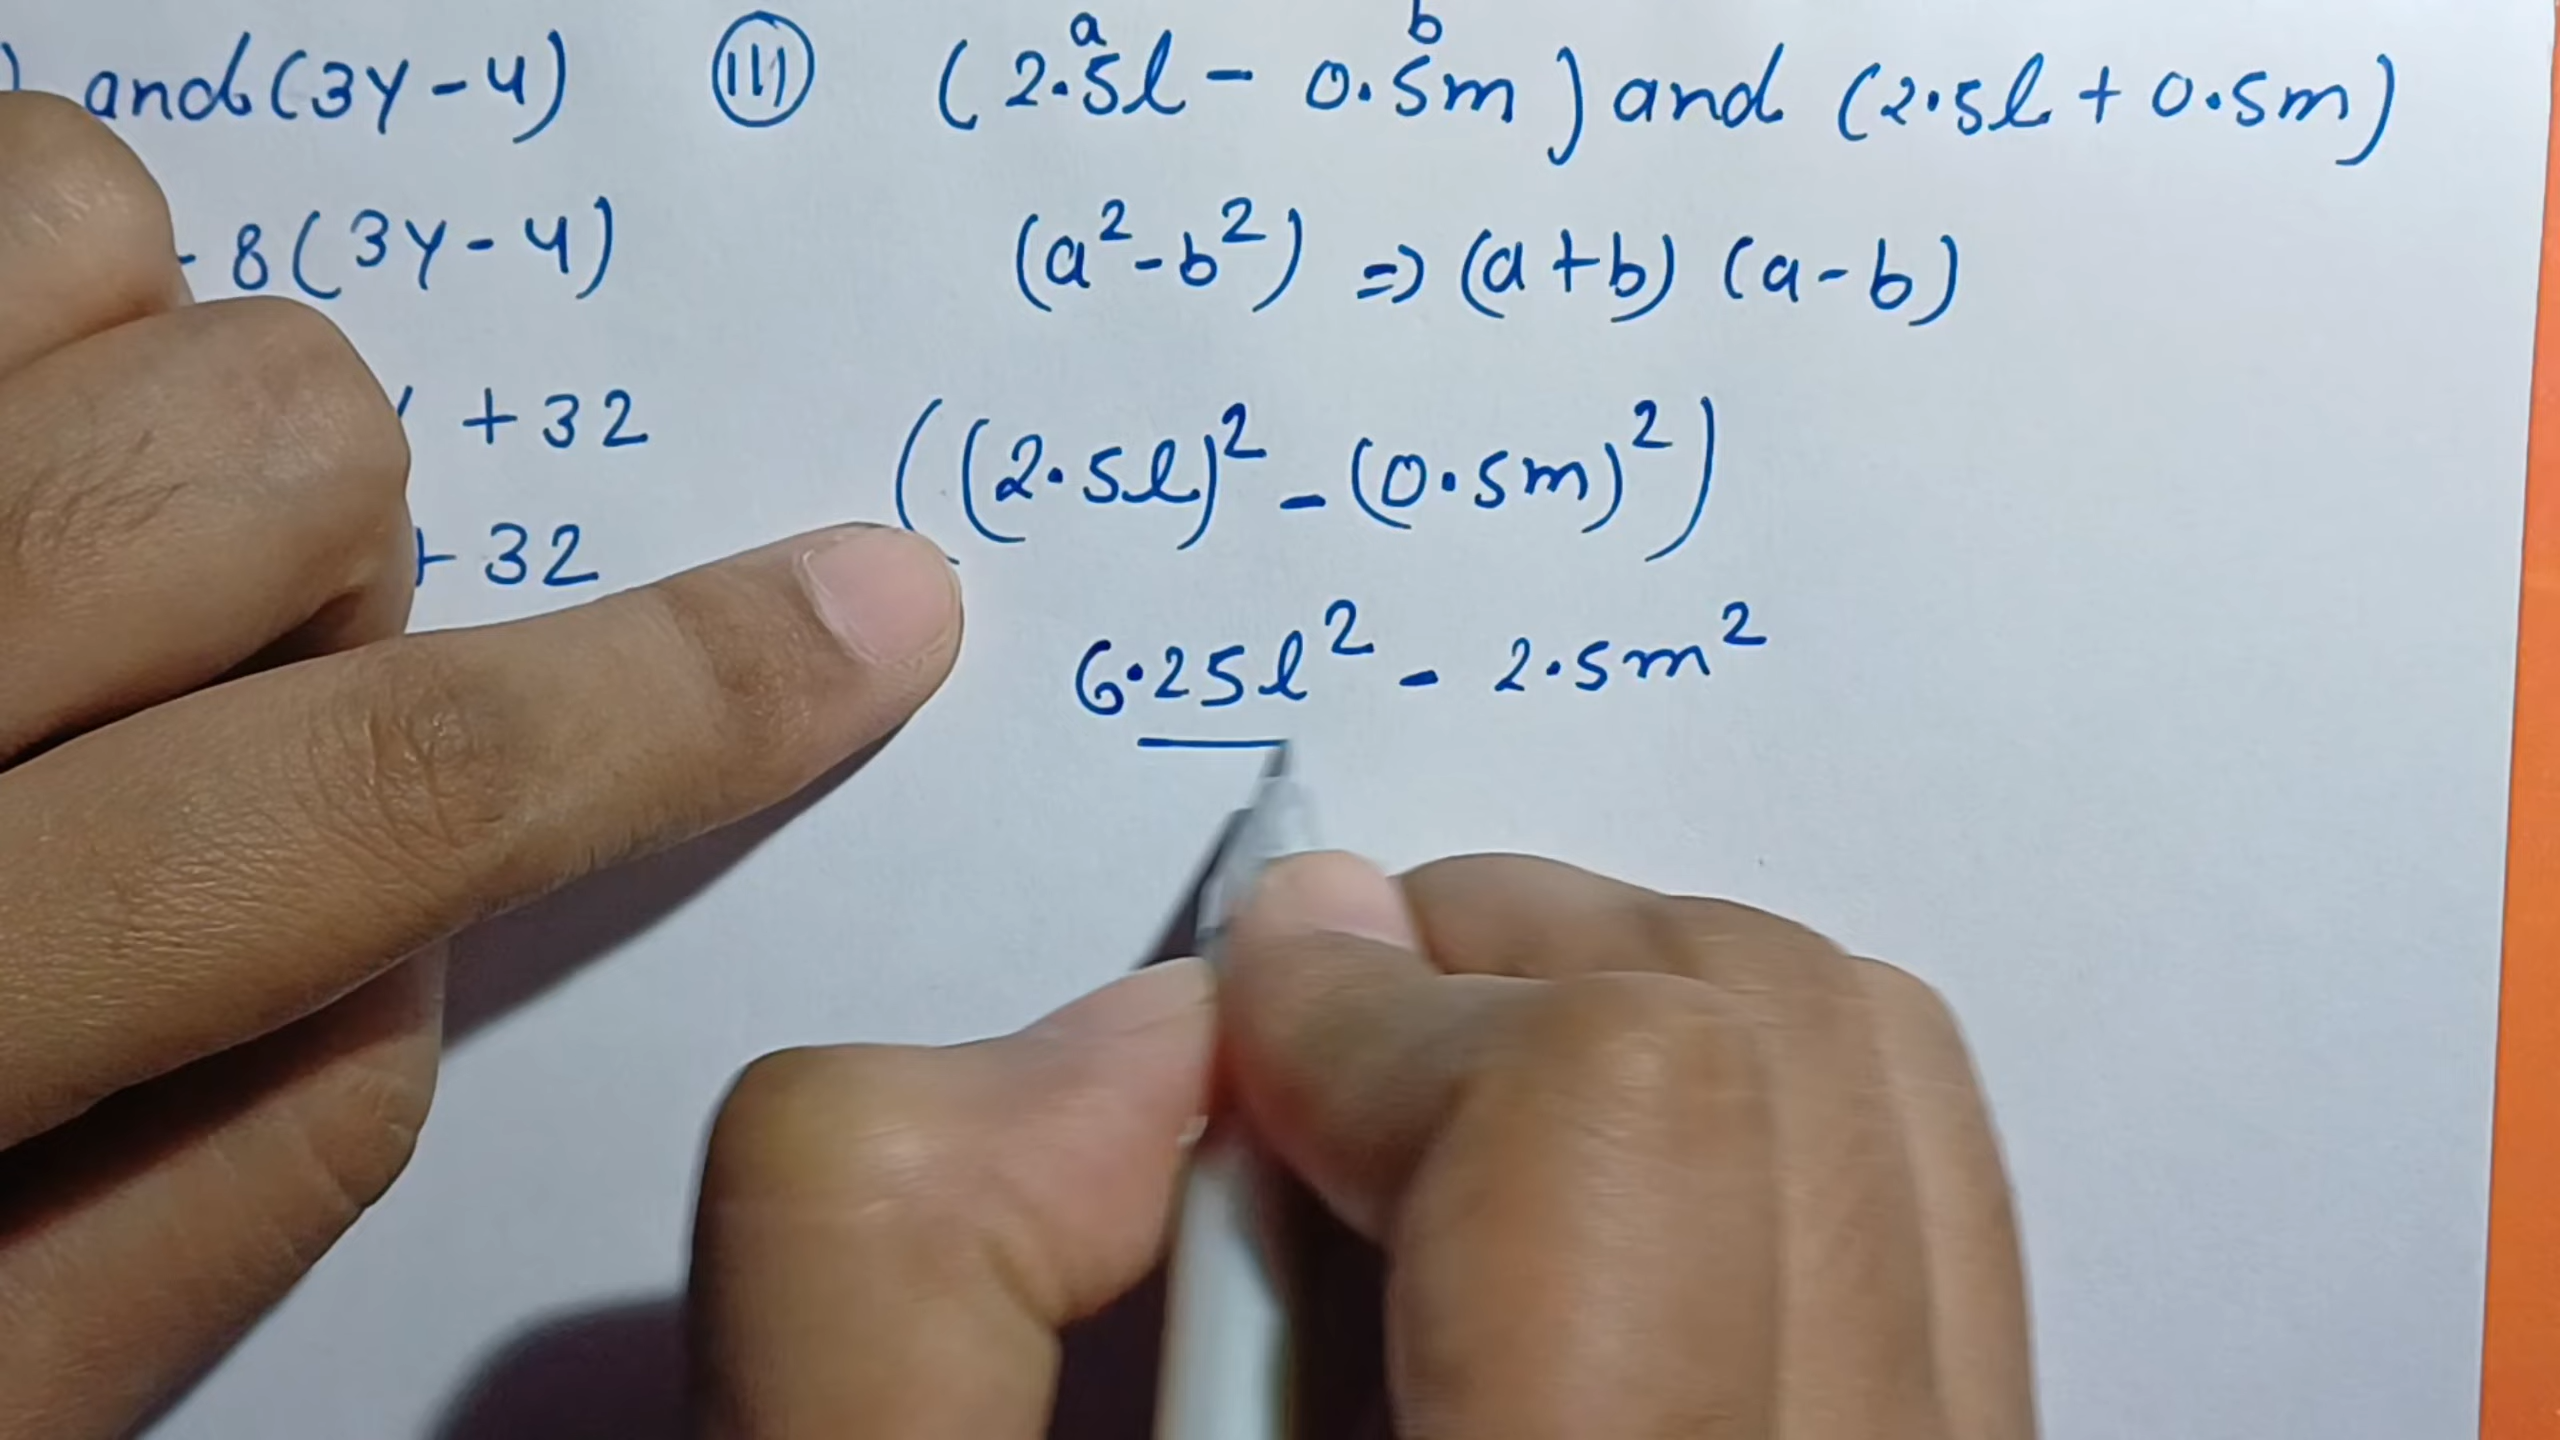 ) and (3y-4)
- 8(3y-4)
+32
+ 32
(III) (2.5l - 0.5m) and (2.5l + 0.5m)
a b
(a²-b²) ⇒ (a+b) (a-b)
((2.5l)² - (0.5m)²)
6.25l² - 2.5m²